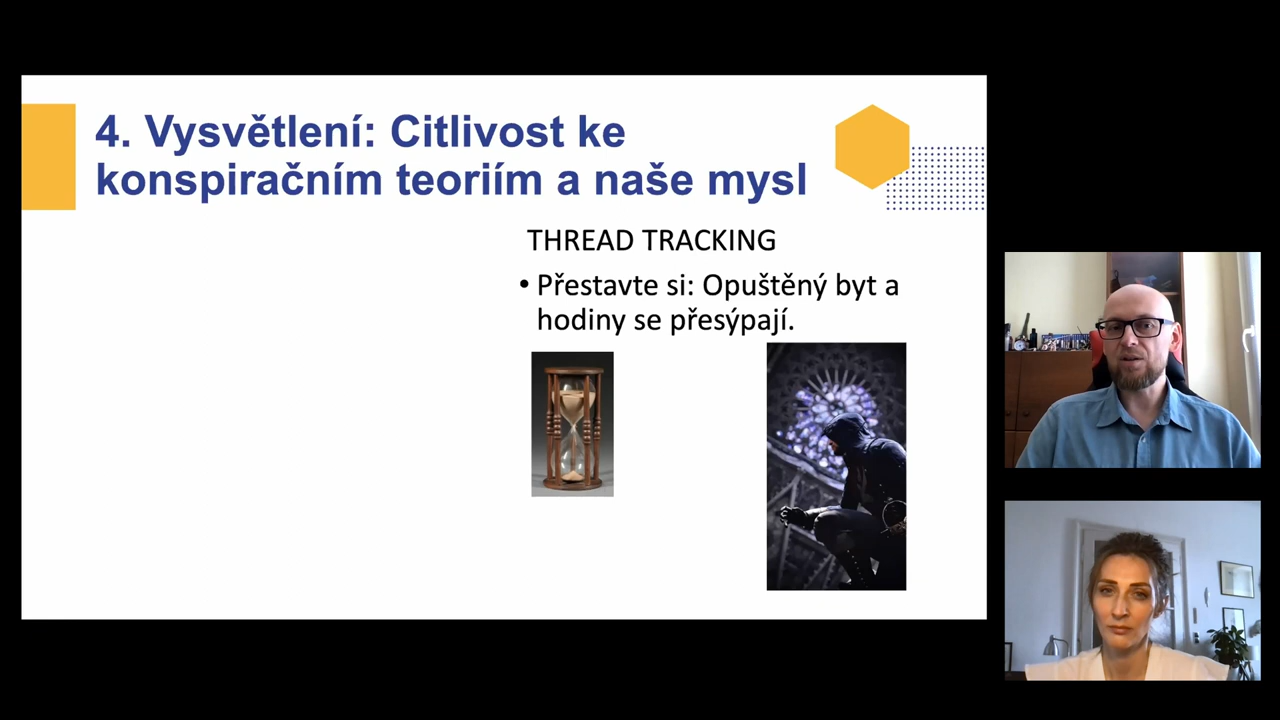 4. Vysvětlení: Citlivost ke
konspiračním teoriím a naše mysl
THREAD TRACKING
• Přestavte si: Opuštěný byt a
hodiny se přesýpají.